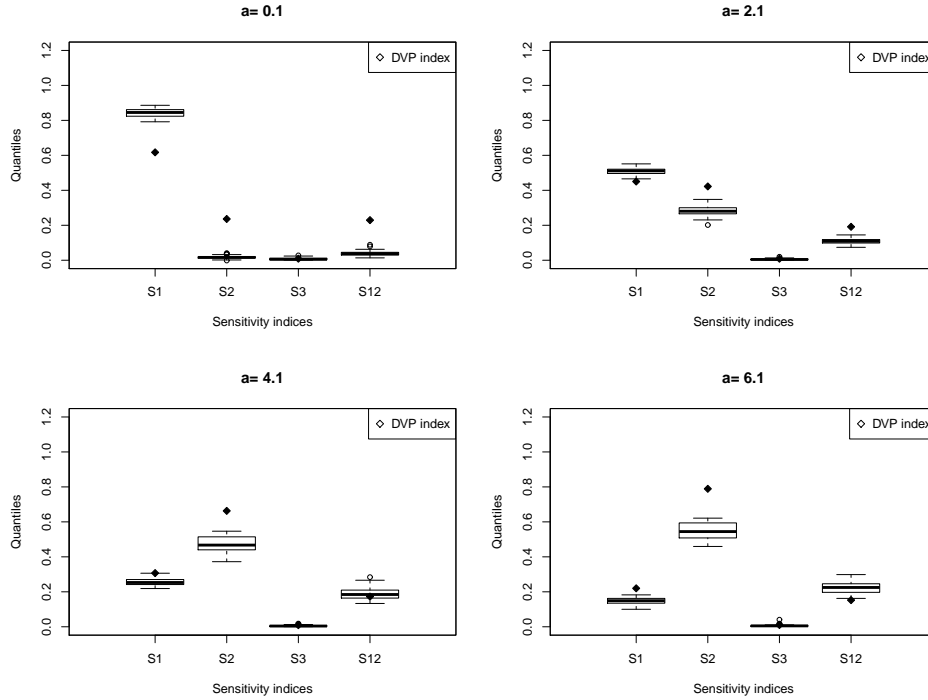 a= 0.1
DVP index
Quantiles
0.0 0.2 0.4 0.6 0.8 1.0 1.2
S1 S2 S3 S12
Sensitivity indices
a= 2.1
DVP index
Quantiles
0.0 0.2 0.4 0.6 0.8 1.0 1.2
S1 S2 S3 S12
Sensitivity indices
a= 4.1
DVP index
Quantiles
0.0 0.2 0.4 0.6 0.8 1.0 1.2
S1 S2 S3 S12
Sensitivity indices
a= 6.1
DVP index
Quantiles
0.0 0.2 0.4 0.6 0.8 1.0 1.2
S1 S2 S3 S12
Sensitivity indices